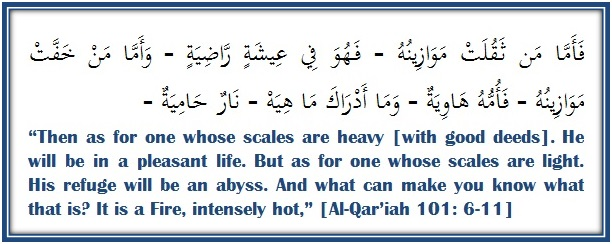 فَأَمَّا مَن ثَقُلَتْ مَوَازِينُهُ - فَهُوَ فِي عِيشَةٍ رَّاضِيَةٍ - وَأَمَّا مَنْ خَفَّتْ
مَوَازِينُهُ - فَأُمُّهُ هَاوِيَةٌ - وَمَا أَدْرَاكَ مَا هِيَهْ - نَارٌ حَامِيَةٌ -
“Then as for one whose scales are heavy [with good deeds]. He
will be in a pleasant life. But as for one whose scales are light.
His refuge will be an abyss. And what can make you know what
that is? It is a Fire, intensely hot,” [Al-Qar’iah 101: 6-11]